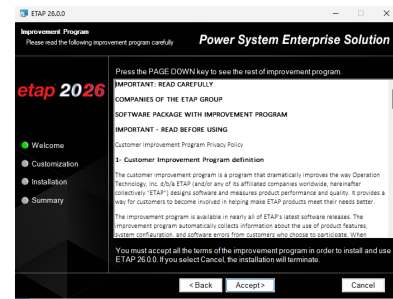 ETAP 26.0.0
Improvement Program
Please read the following improvement program carefully
Power System Enterprise Solution
Press the PAGE DOWN key to see the rest of improvement program.
etap 2026
Welcome
Customization
Installation
Summary
IMPORTANT: READ CAREFULLY
COMPANIES OF THE ETAP GROUP
SOFTWARE PACKAGE WITH IMPROVEMENT PROGRAM
IMPORTANT - READ BEFORE USING
Customer Improvement Program Privacy Policy
1- Customer Improvement Program definition
The customer improvement program is a program that dramatically improves the way Operation
Technology, Inc. d/b/a ETAP (and/or any of its affiliated companies worldwide, hereinafter
collectively "ETAP") designs software and measures product performance and quality. It provides a
way for customers to become involved in helping make ETAP products meet their needs better.
The improvement program is available in nearly all of ETAP's latest software releases. The
improvement program automatically collects information about the use of product features,
system configuration, and software errors from customers who choose to participate. When
You must accept all the terms of the improvement program in order to install and use
ETAP 26.0.0. If you select Cancel, the installation will terminate.
< Back
Accept >
Cancel